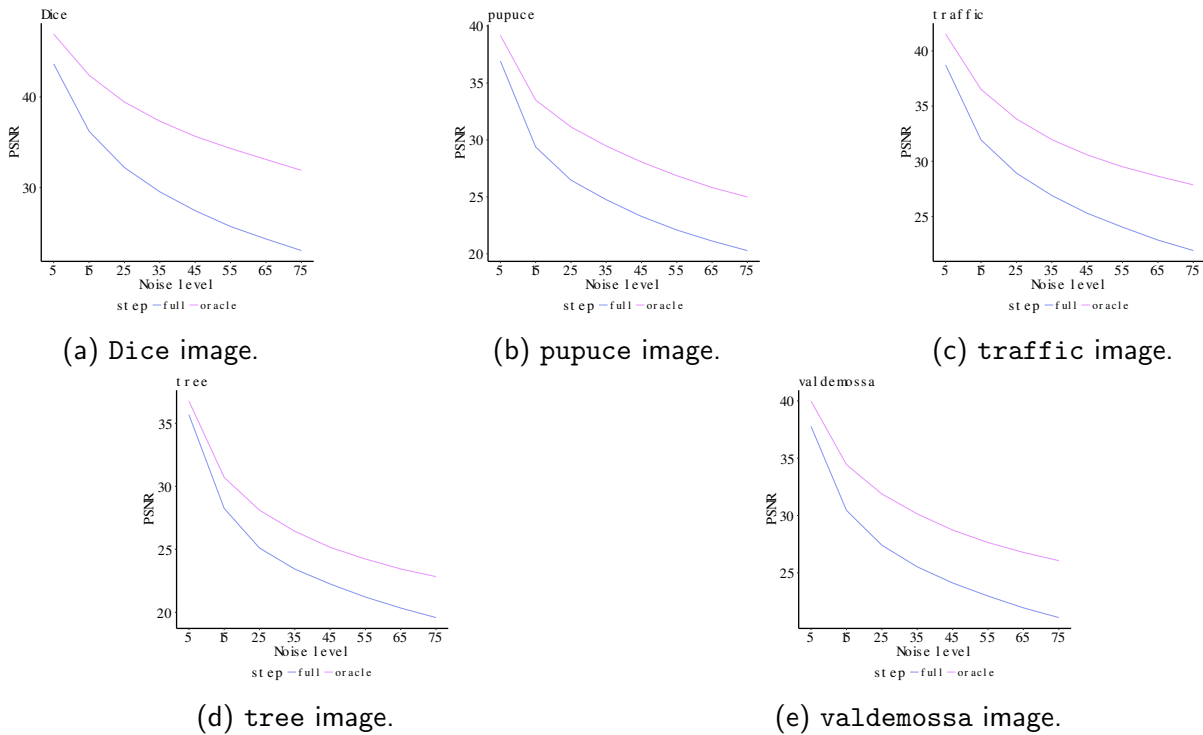 Dice
PSNR
40
30
5 15 25 35 45 55 65 75
Noise level
step full oracle
(a) Dice image.
pupuce
PSNR
40
35
30
25
20
5 15 25 35 45 55 65 75
Noise level
step full oracle
(b) pupuce image.
traffic
PSNR
40
35
30
25
5 15 25 35 45 55 65 75
Noise level
step full oracle
(c) traffic image.
tree
PSNR
35
30
25
20
5 15 25 35 45 55 65 75
Noise level
step full oracle
(d) tree image.
valdemossa
PSNR
40
35
30
25
5 15 25 35 45 55 65 75
Noise level
step full oracle
(e) valdemossa image.